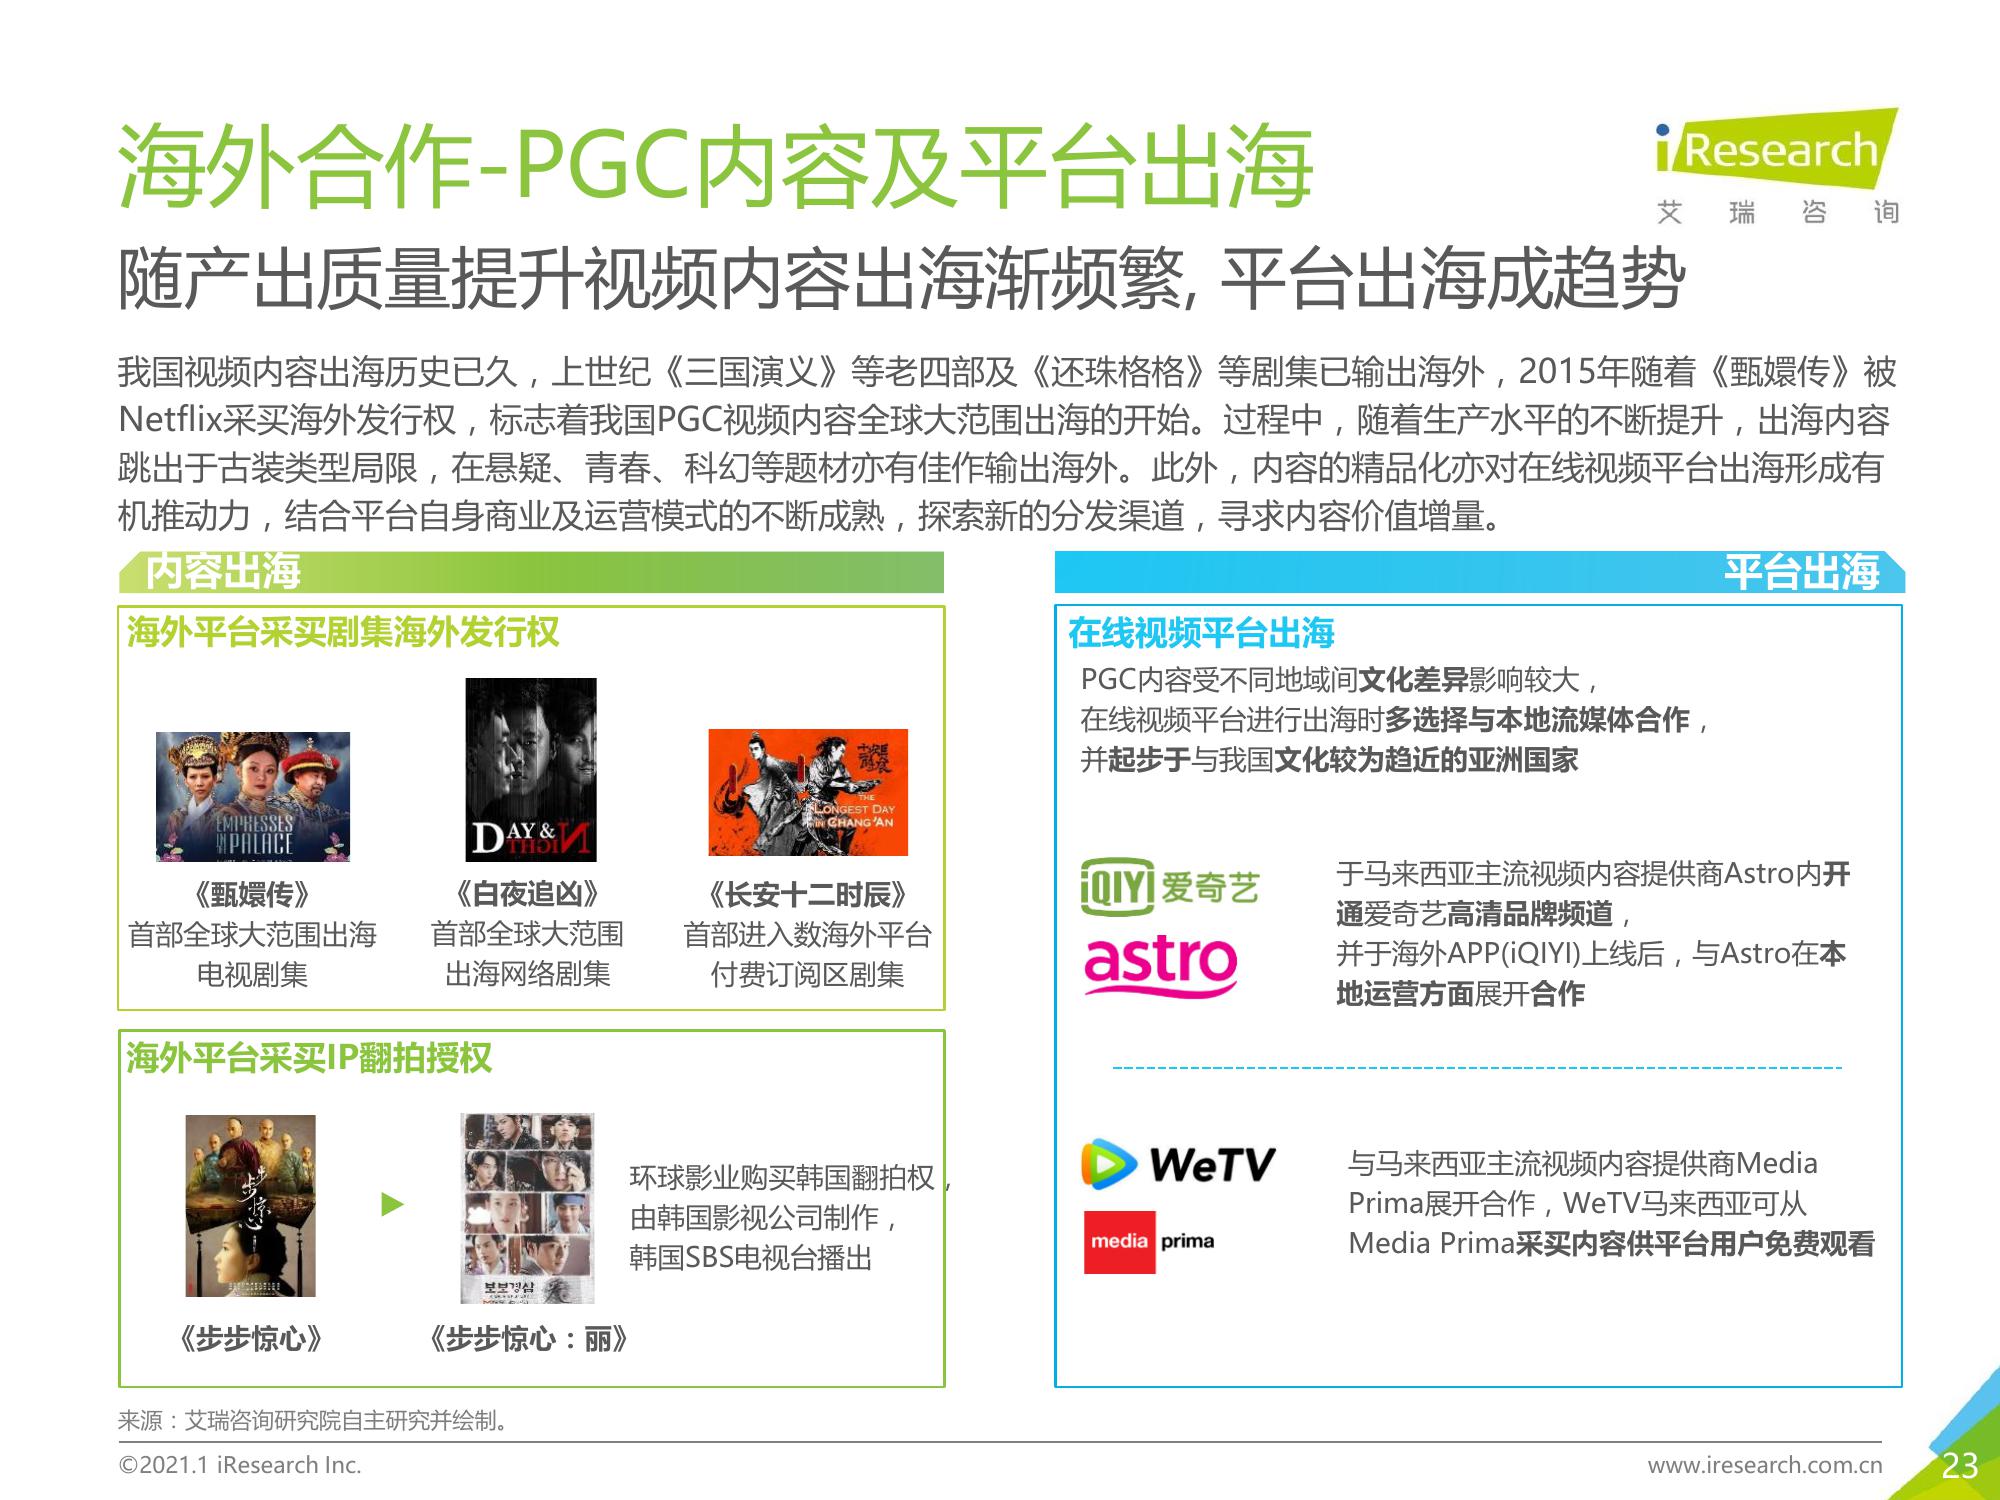 海外合作-PGC内容及平台出海
iResearch
艾瑞咨询
随产出质量提升视频内容出海渐频繁, 平台出海成趋势
我国视频内容出海历史已久，上世纪《三国演义》等老四部及《还珠格格》等剧集已输出海外，2015年随着《甄嬛传》被
Netflix采买海外发行权，标志着我国PGC视频内容全球大范围出海的开始。过程中，随着生产水平的不断提升，出海内容
跳出于古装类型局限，在悬疑、青春、科幻等题材亦有佳作输出海外。此外，内容的精品化亦对在线视频平台出海形成有
机推动力，结合平台自身商业及运营模式的不断成熟，探索新的分发渠道，寻求内容价值增量。
内容出海
海外平台采买剧集海外发行权
EMPRESSES
IN THE
PALACE
DAY &
NIGHT
THE
LONGEST DAY
IN CHANG'AN
《甄嬛传》
首部全球大范围出海
电视剧集
《白夜追凶》
首部全球大范围
出海网络剧集
《长安十二时辰》
首部进入数海外平台
付费订阅区剧集
海外平台采买IP翻拍授权
步步惊心
보보경심
环球影业购买韩国翻拍权，
由韩国影视公司制作，
韩国SBS电视台播出
《步步惊心》
《步步惊心：丽》
平台出海
在线视频平台出海
PGC内容受不同地域间文化差异影响较大，
在线视频平台进行出海时多选择与本地流媒体合作，
并起步于与我国文化较为趋近的亚洲国家
iQIYI 爱奇艺
astro
于马来西亚主流视频内容提供商Astro内开
通爱奇艺高清品牌频道，
并于海外APP(iQIYI)上线后，与Astro在本
地运营方面展开合作
WeTV
media prima
与马来西亚主流视频内容提供商Media
Prima展开合作，WeTV马来西亚可从
Media Prima采买内容供平台用户免费观看
来源：艾瑞咨询研究院自主研究并绘制。
©2021.1 iResearch Inc.
www.iresearch.com.cn
23